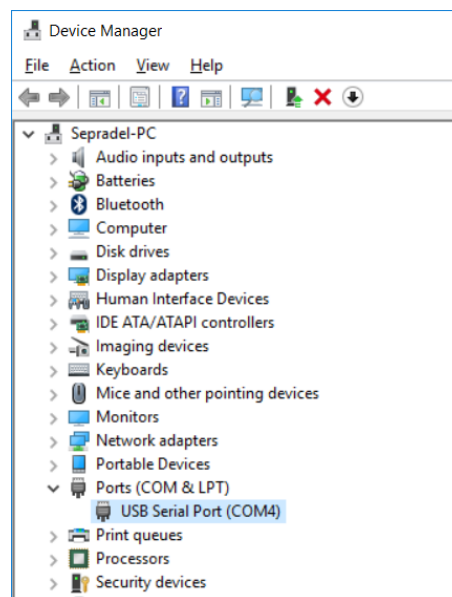 Device Manager
File Action View Help
Sepradel-PC
Audio inputs and outputs
Batteries
Bluetooth
Computer
Disk drives
Display adapters
Human Interface Devices
IDE ATA/ATAPI controllers
Imaging devices
Keyboards
Mice and other pointing devices
Monitors
Network adapters
Portable Devices
Ports (COM & LPT)
USB Serial Port (COM4)
Print queues
Processors
Security devices